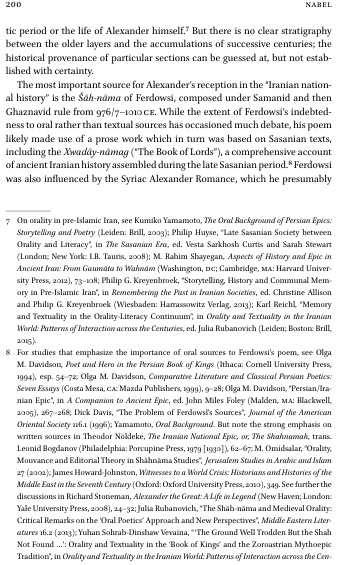 200 NABEL
tic period or the life of Alexander himself.7 But there is no clear stratigraphy
between the older layers and the accumulations of successive centuries; the
historical provenance of particular sections can be guessed at, but not estab-
lished with certainty.
The most important source for Alexander's reception in the "Iranian nation-
al history" is the Šāh-nāma of Ferdowsi, composed under Samanid and then
Ghaznavid rule from 976/7–1010 CE. While the extent of Ferdowsi's indebted-
ness to oral rather than textual sources has occasioned much debate, his poem
likely made use of a prose work which in turn was based on Sasanian texts,
including the Xwadāy-nāmag ("The Book of Lords"), a comprehensive account
of ancient Iranian history assembled during the late Sasanian period.8 Ferdowsi
was also influenced by the Syriac Alexander Romance, which he presumably
7 On orality in pre-Islamic Iran, see Kumiko Yamamoto, The Oral Background of Persian Epics:
Storytelling and Poetry (Leiden: Brill, 2003); Philip Huyse, "Late Sasanian Society between
Orality and Literacy", in The Sasanian Era, ed. Vesta Sarkhosh Curtis and Sarah Stewart
(London; New York: I.B. Tauris, 2008); M. Rahim Shayegan, Aspects of History and Epic in
Ancient Iran: From Gaumāta to Wahnām (Washington, DC; Cambridge, MA: Harvard Univer-
sity Press, 2012), 73–108; Philip G. Kreyenbroek, "Storytelling, History and Communal Mem-
ory in Pre-Islamic Iran", in Remembering the Past in Iranian Societies, ed. Christine Allison
and Philip G. Kreyenbroek (Wiesbaden: Harrassowitz Verlag, 2013); Karl Reichl, "Memory
and Textuality in the Orality-Literacy Continuum", in Orality and Textuality in the Iranian
World: Patterns of Interaction across the Centuries, ed. Julia Rubanovich (Leiden; Boston: Brill,
2015).
8 For studies that emphasize the importance of oral sources to Ferdowsi's poem, see Olga
M. Davidson, Poet and Hero in the Persian Book of Kings (Ithaca: Cornell University Press,
1994), esp. 54–72; Olga M. Davidson, Comparative Literature and Classical Persian Poetics:
Seven Essays (Costa Mesa, CA: Mazda Publishers, 1999), 9–28; Olga M. Davidson, "Persian/Ira-
nian Epic", in A Companion to Ancient Epic, ed. John Miles Foley (Malden, MA: Blackwell,
2005), 267–268; Dick Davis, "The Problem of Ferdowsi's Sources", Journal of the American
Oriental Society 116.1 (1996); Yamamoto, Oral Background. But note the strong emphasis on
written sources in Theodor Nöldeke, The Iranian National Epic, or, The Shahnamah, trans.
Leonid Bogdanov (Philadelphia: Porcupine Press, 1979 [1930]), 62–67; M. Omidsalar, "Orality,
Mouvance and Editorial Theory in Shāhnāma Studies", Jerusalem Studies in Arabic and Islam
27 (2002); James Howard-Johnston, Witnesses to a World Crisis: Historians and Histories of the
Middle East in the Seventh Century (Oxford: Oxford University Press, 2010), 349. See further the
discussions in Richard Stoneman, Alexander the Great: A Life in Legend (New Haven; London:
Yale University Press, 2008), 24–32; Julia Rubanovich, "The Shāh-nāma and Medieval Orality:
Critical Remarks on the 'Oral Poetics' Approach and New Perspectives", Middle Eastern Liter-
atures 16.2 (2013); Yuhan Sohrab-Dinshaw Vevaina, "'The Ground Well Trodden But the Shah
Not Found ...': Orality and Textuality in the 'Book of Kings' and the Zoroastrian Mythoepic
Tradition", in Orality and Textuality in the Iranian World: Patterns of Interaction across the Cen-